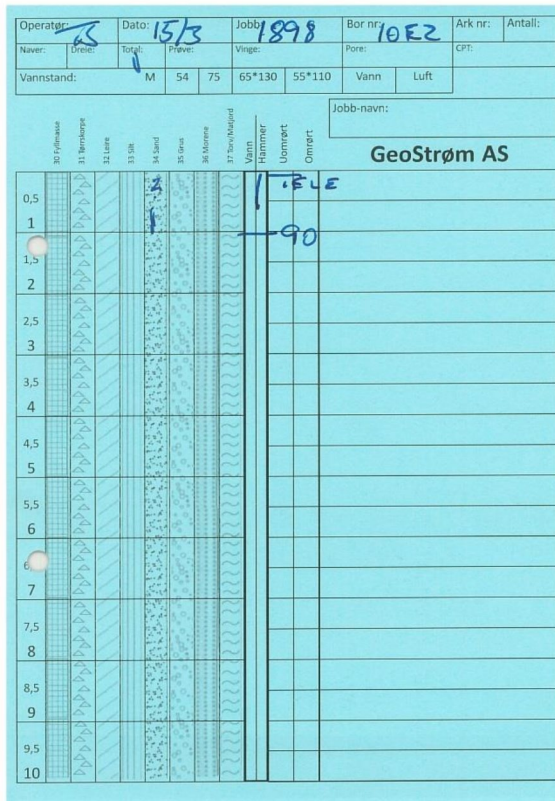 Operatør: TS Dato: 15/3 Jobb: 1898 Bor nr: 10E2 Ark nr: Antall:
Naver: Dreie: Total: Prøve: Vinge: Pore: CPT:
Vannstand: M 54 75 65*130 55*110 Vann Luft
Jobb-navn:
30 Fyllmasse 31 Tørrskorpe 32 Leire 33 Silt 34 Sand 35 Grus 36 Morene 37 Torv/Matjord Vann Hammer Uomrørt Omrørt
GeoStrøm AS
2 TELE
0,5
1
90
1,5
2
2,5
3
3,5
4
4,5
5
5,5
6
7
7,5
8
8,5
9
9,5
10